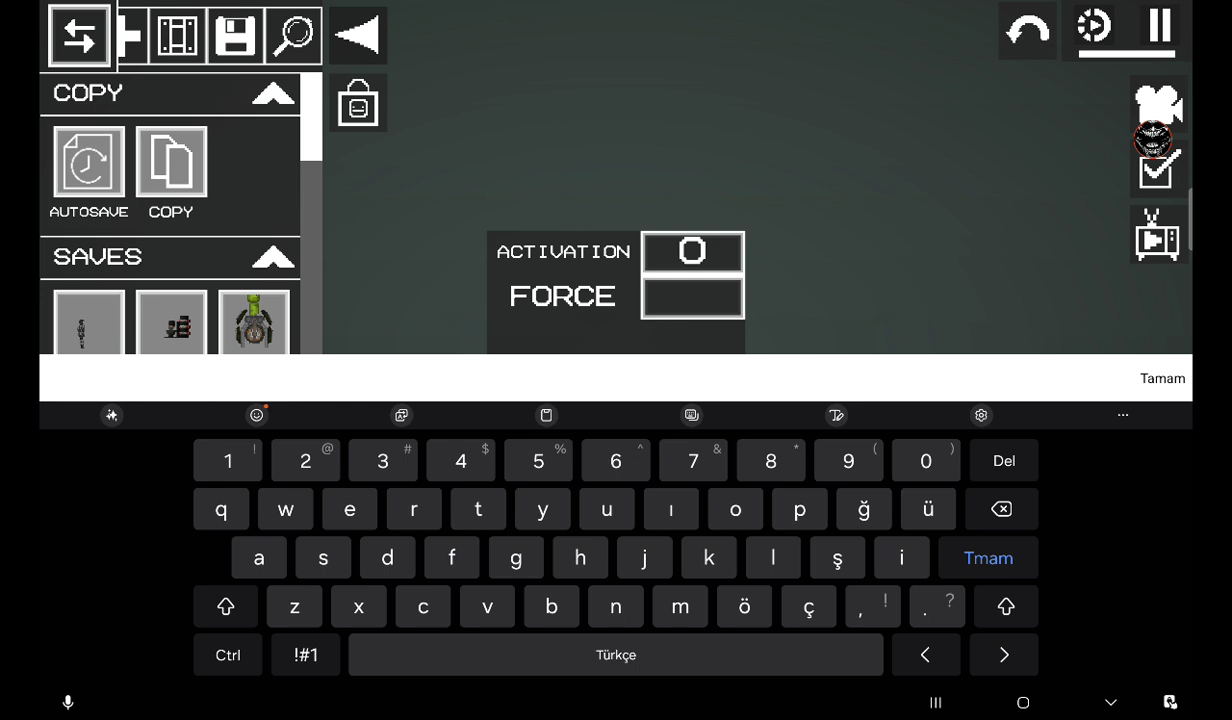 COPY
AUTOSAVE COPY
SAVES
ACTIVATION 0
FORCE
Tamam
1 ! 2 @ 3 # 4 $ 5 % 6 ^ 7 & 8 * 9 ( 0 ) Del
q w e r t y u ı o p ğ ü
a s d f g h j k l ş i Tmam
z x c v b n m ö ç , ! . ?
Ctrl !#1 Türkçe < >